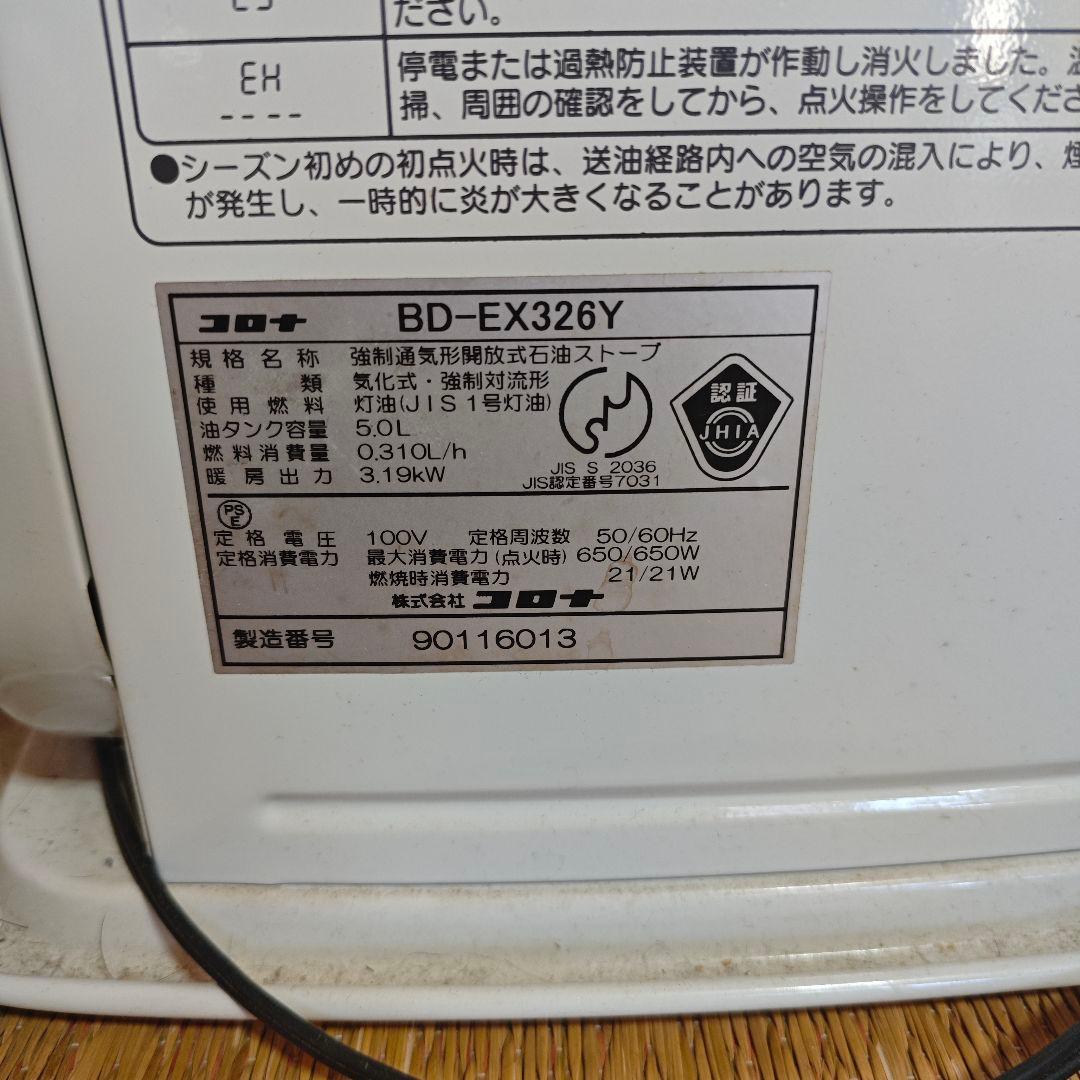 ださい。
EH
停電または過熱防止装置が作動し消火しました。
掃、周囲の確認をしてから、点火操作をしてくださ
●シーズン初めの初点火時は、送油経路内への空気の混入により、煙
が発生し、一時的に炎が大きくなることがあります。
コロナ BD-EX326Y
規格名称 強制通気形開放式石油ストーブ
種類 気化式・強制対流形
使用燃料 灯油(JIS1号灯油)
油タンク容量 5.0L
燃料消費量 0.310L/h
暖房出力 3.19kW
JIS S 2036
JIS認定番号7031
認証
JHIA
PS
E
定格電圧 100V 定格周波数 50/60Hz
定格消費電力 最大消費電力(点火時) 650/650W
燃焼時消費電力 21/21W
株式会社 コロナ
製造番号 90116013